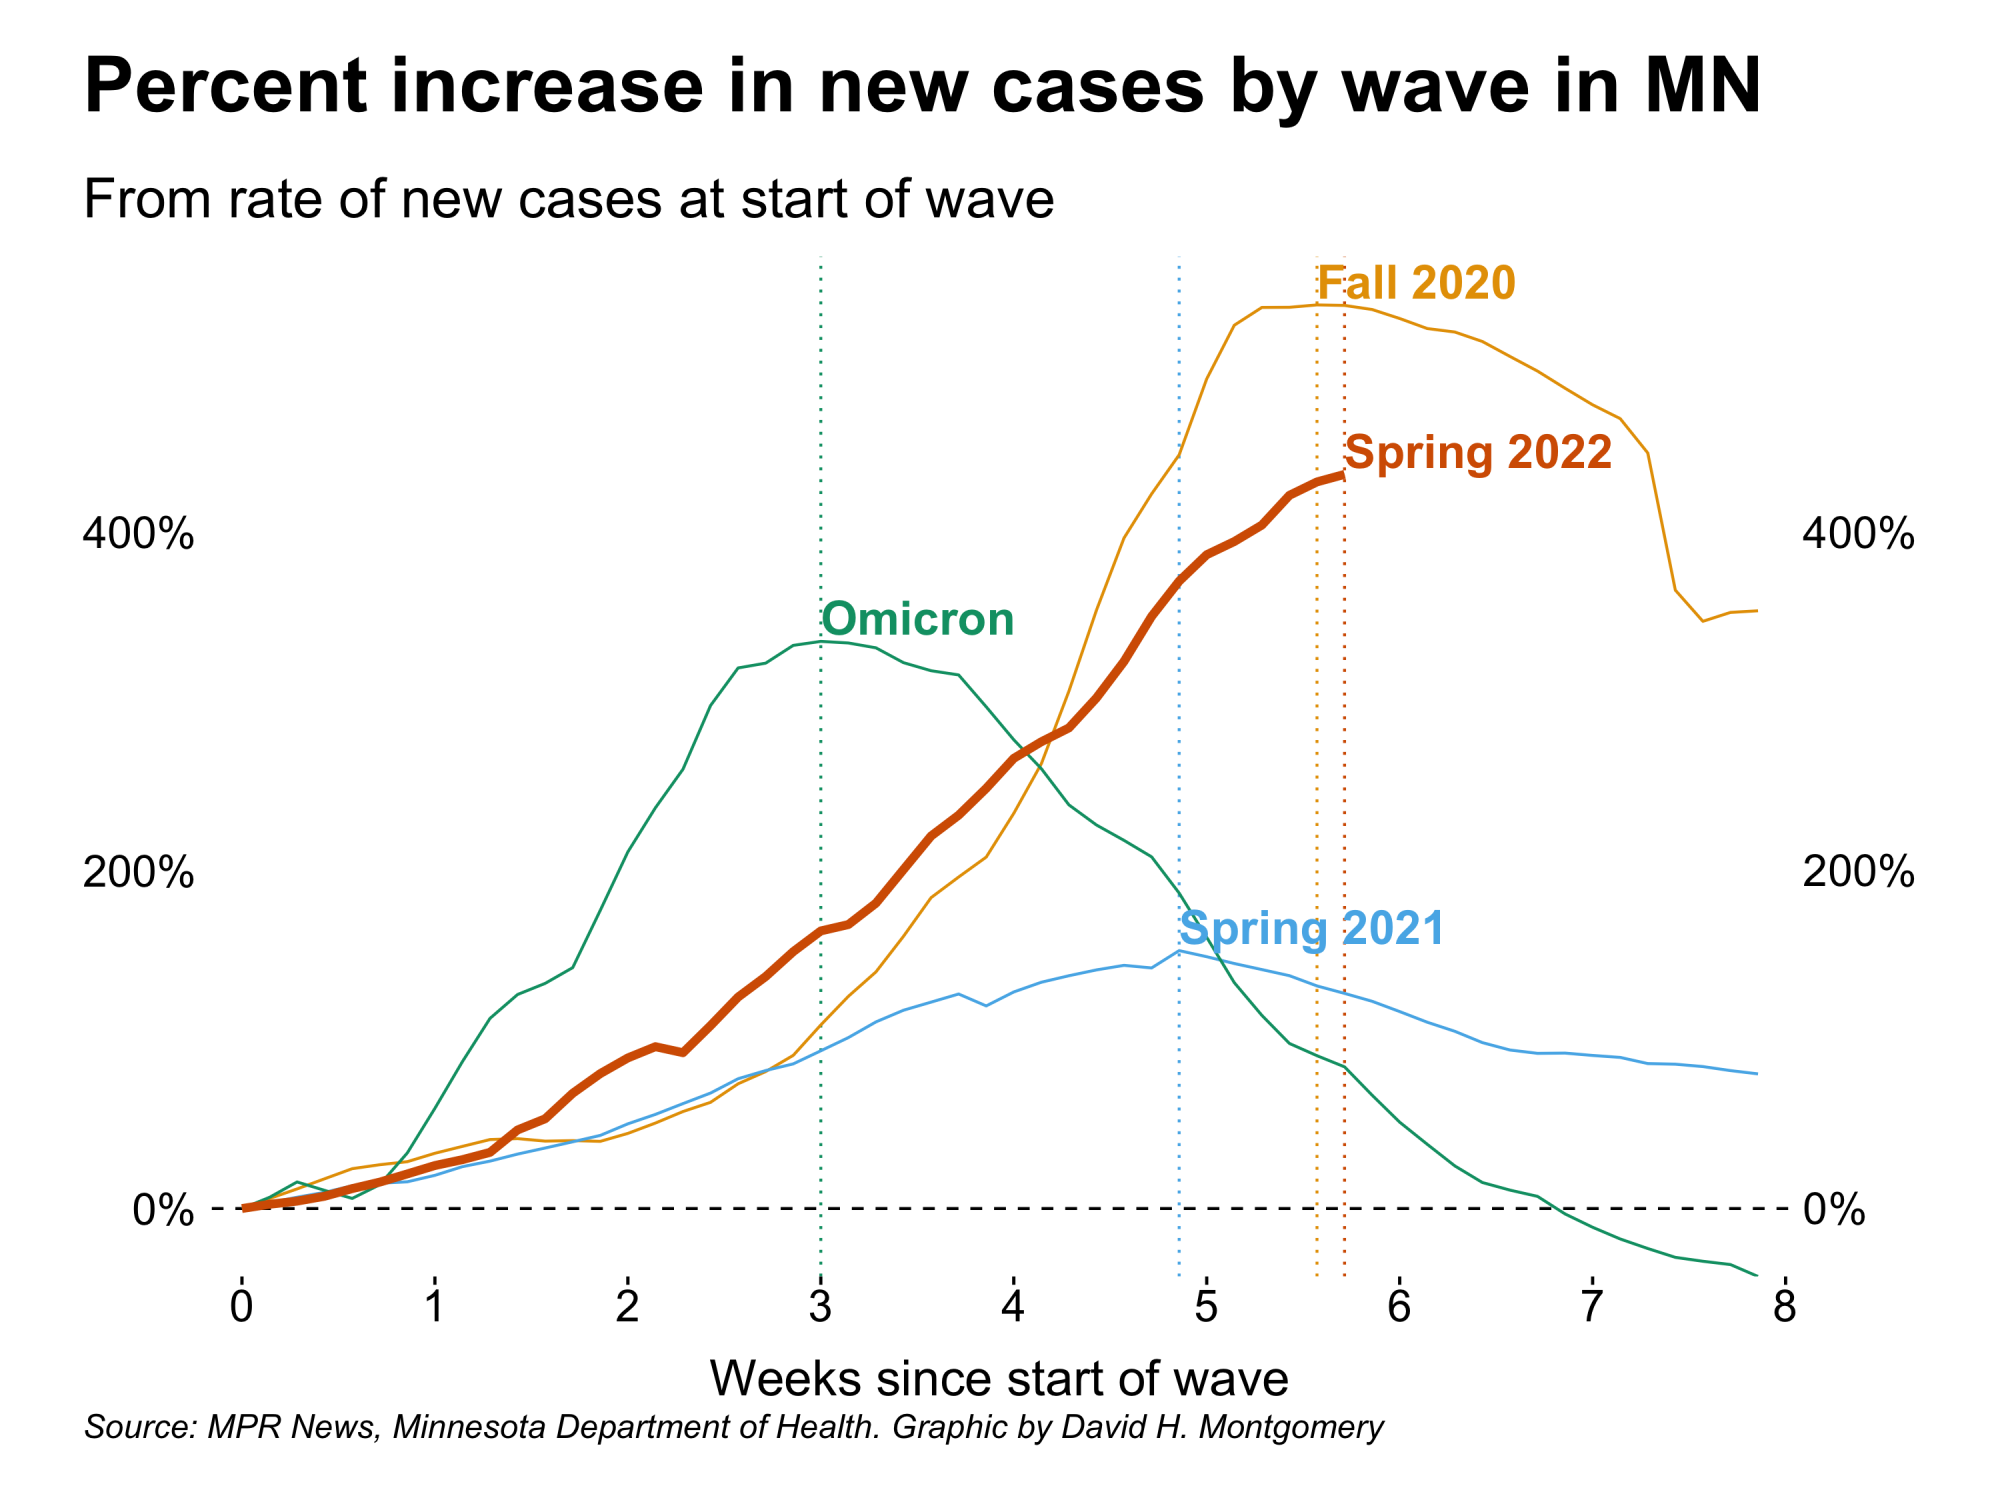 Percent increase in new cases by wave in MN
From rate of new cases at start of wave
Fall 2020
Spring 2022
400% 400%
Omicron
200% 200%
Spring 2021
0% 0%
0 1 2 3 4 5 6 7 8
Weeks since start of wave
Source: MPR News, Minnesota Department of Health. Graphic by David H. Montgomery